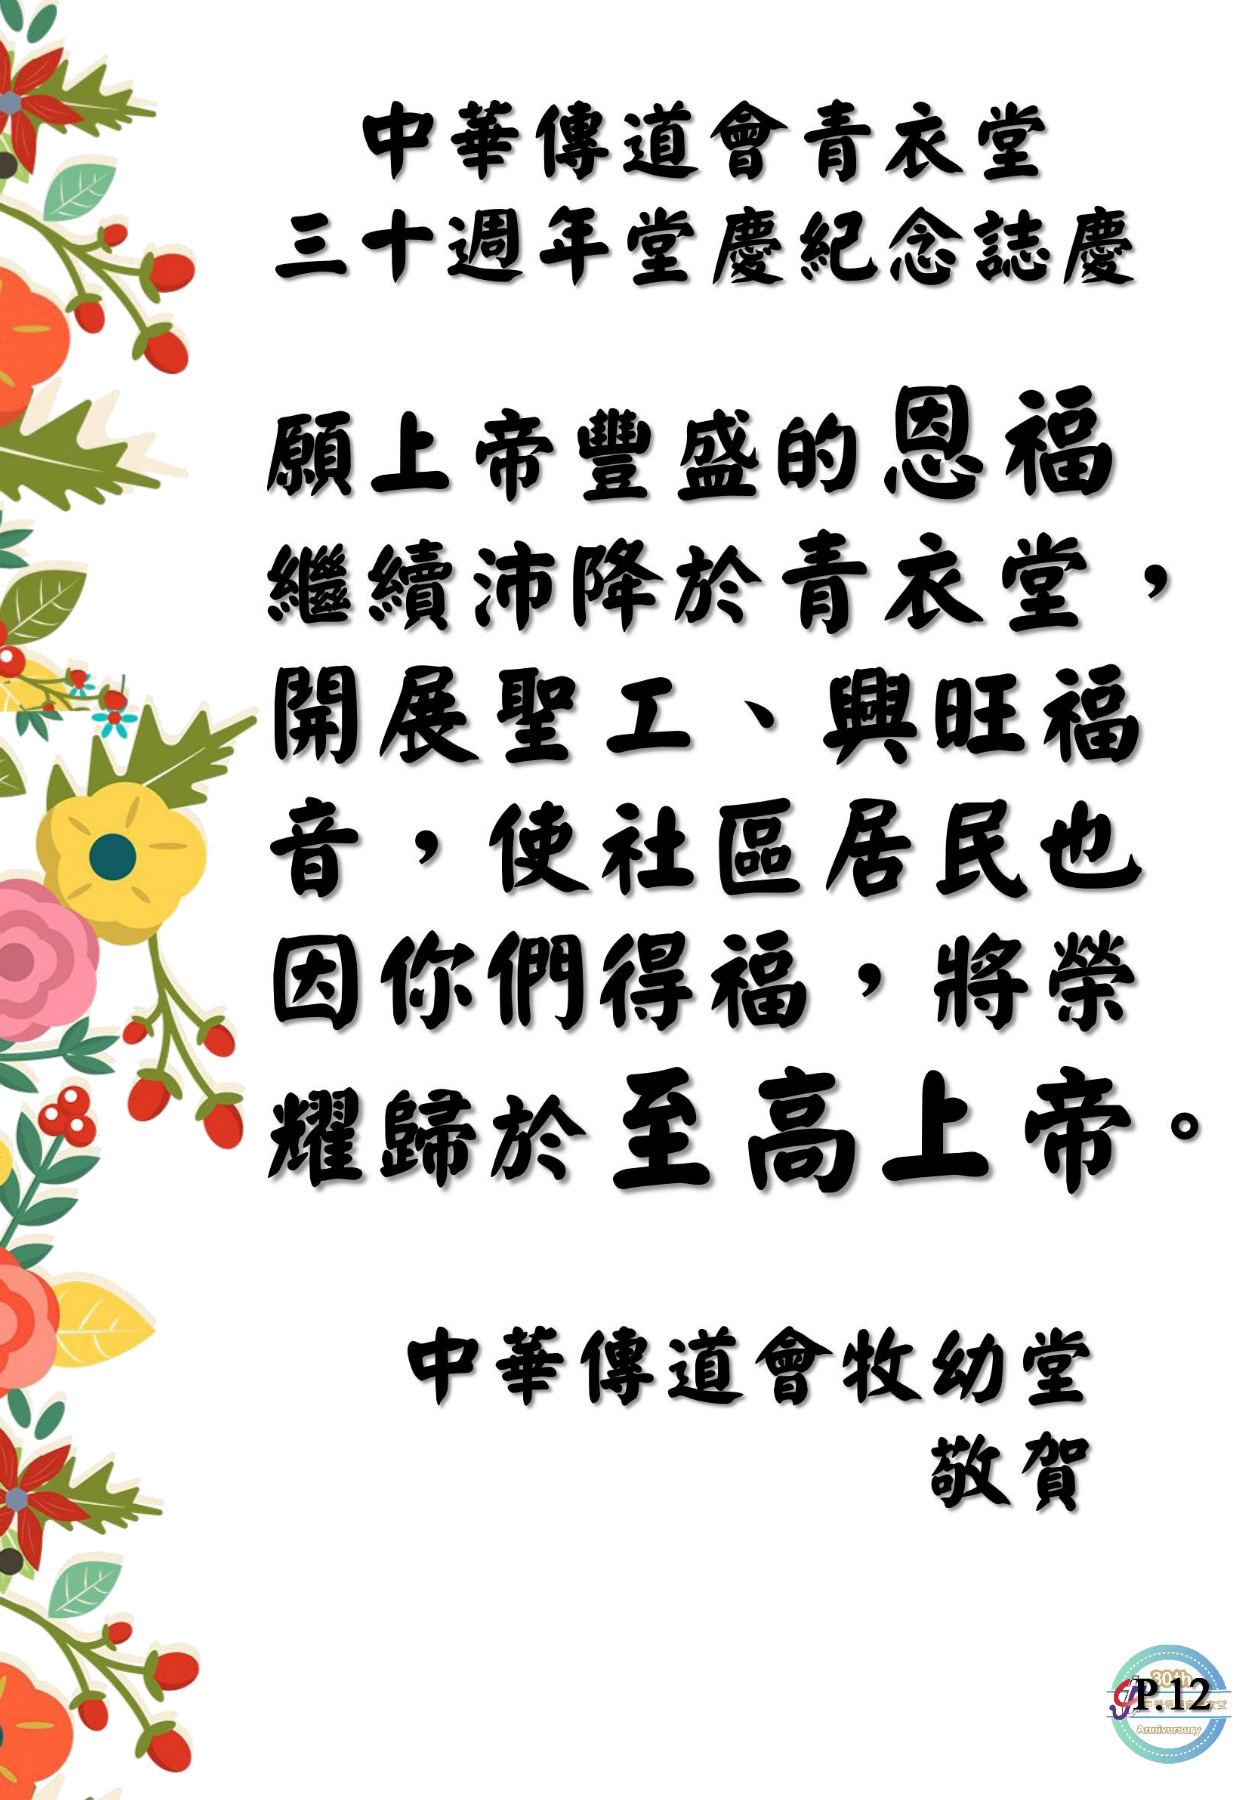 中華傳道會青衣堂
三十週年堂慶紀念誌慶
願上帝豐盛的恩福
繼續沛降於青衣堂，
開展聖工、興旺福
音，使社區居民也
因你們得福，將榮
耀歸於至高上帝。
中華傳道會牧幼堂
敬賀
30th
P.12
Anniversary